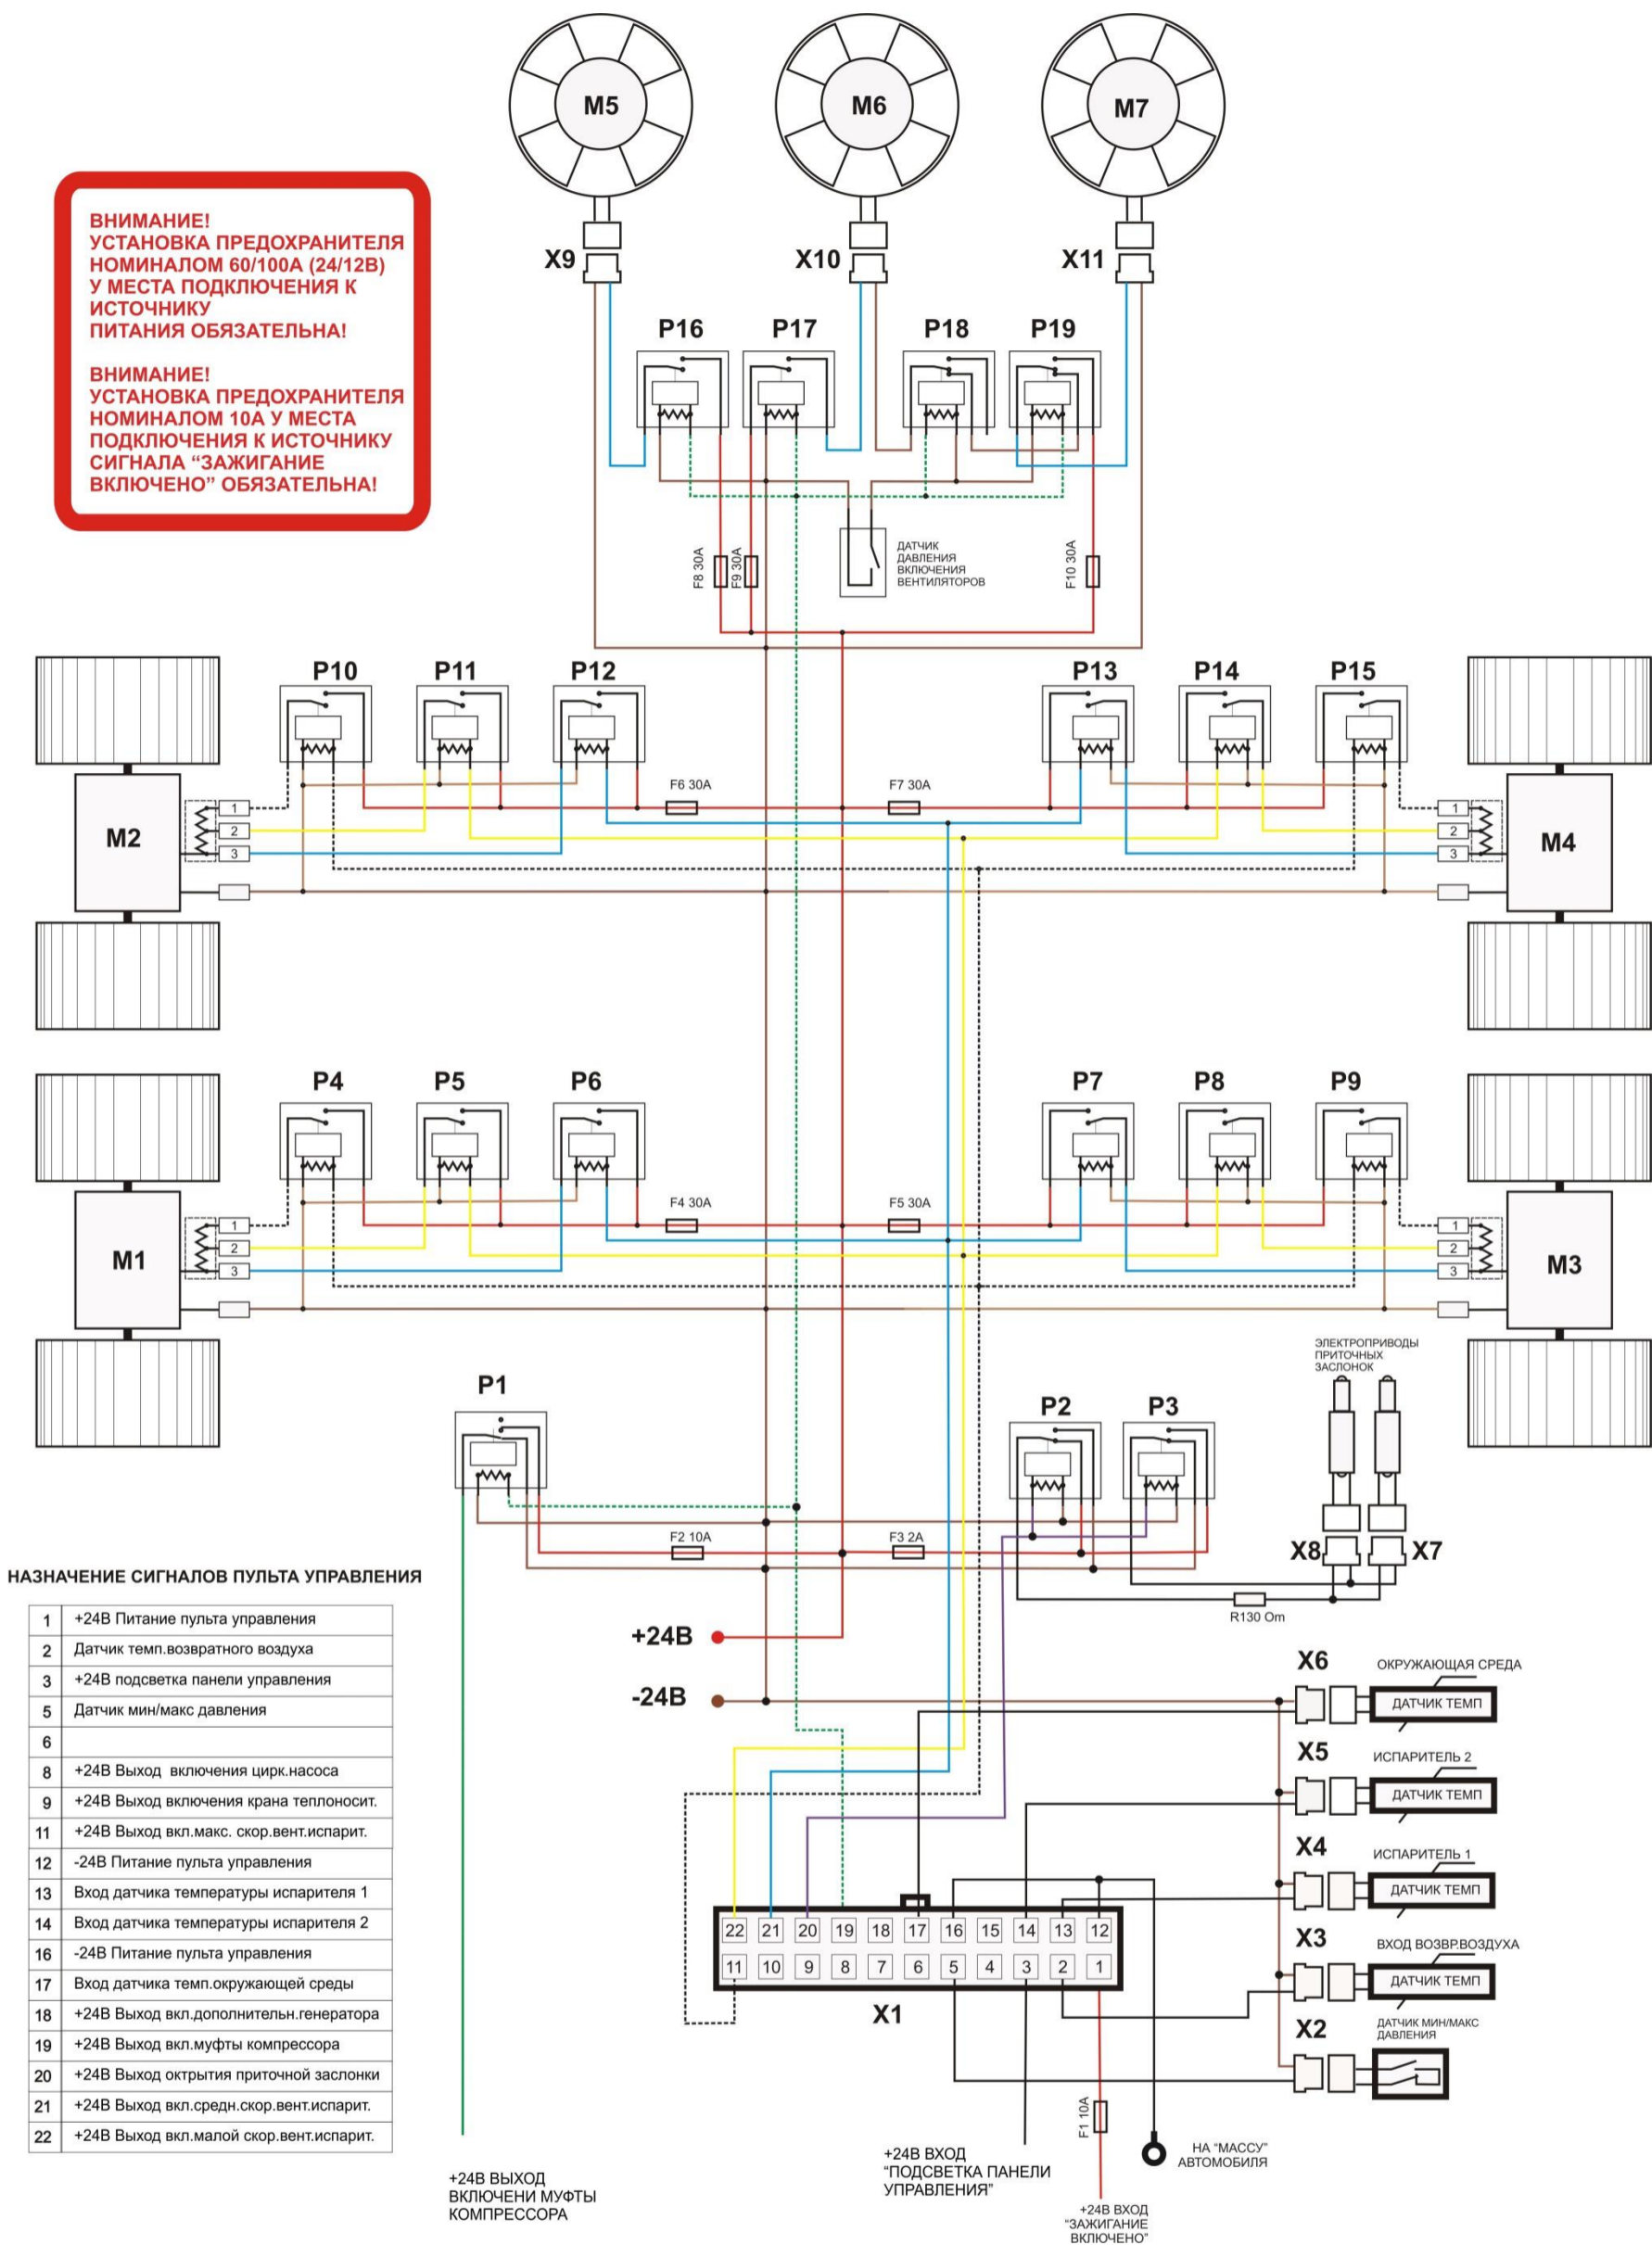 M5
M6
M7
ВНИМАНИЕ!
УСТАНОВКА ПРЕДОХРАНИТЕЛЯ
НОМИНАЛОМ 60/100А (24/12В)
У МЕСТА ПОДКЛЮЧЕНИЯ К
ИСТОЧНИКУ
ПИТАНИЯ ОБЯЗАТЕЛЬНА!
ВНИМАНИЕ!
УСТАНОВКА ПРЕДОХРАНИТЕЛЯ
НОМИНАЛОМ 10А У МЕСТА
ПОДКЛЮЧЕНИЯ К ИСТОЧНИКУ
СИГНАЛА “ЗАЖИГАНИЕ
ВКЛЮЧЕНО” ОБЯЗАТЕЛЬНА!
X9
X10
X11
P16
P17
P18
P19
F8 30A
F9 30A
ДАТЧИК
ДАВЛЕНИЯ
ВКЛЮЧЕНИЯ
ВЕНТИЛЯТОРОВ
F10 30A
P10
P11
P12
P13
P14
P15
F6 30A
F7 30A
M2
1
2
3
1
2
3
M4
P4
P5
P6
P7
P8
P9
F4 30A
F5 30A
M1
1
2
3
1
2
3
M3
ЭЛЕКТРОПРИВОДЫ
ПРИТОЧНЫХ
ЗАСЛОНОК
P1
P2
P3
F2 10A
F3 2A
X8
X7
R130 Om
НАЗНАЧЕНИЕ СИГНАЛОВ ПУЛЬТА УПРАВЛЕНИЯ
1 +24В Питание пульта управления
2 Датчик темп.возвратного воздуха
3 +24В подсветка панели управления
5 Датчик мин/макс давления
6
8 +24В Выход включения цирк.насоса
9 +24В Выход включения крана теплоносит.
11 +24В Выход вкл.макс. скор.вент.испарит.
12 -24В Питание пульта управления
13 Вход датчика температуры испарителя 1
14 Вход датчика температуры испарителя 2
16 -24В Питание пульта управления
17 Вход датчика темп.окружающей среды
18 +24В Выход вкл.дополнительн.генератора
19 +24В Выход вкл.муфты компрессора
20 +24В Выход октрытия приточной заслонки
21 +24В Выход вкл.средн.скор.вент.испарит.
22 +24В Выход вкл.малой скор.вент.испарит.
+24В
-24В
X6
ОКРУЖАЮЩАЯ СРЕДА
ДАТЧИК ТЕМП
X5
ИСПАРИТЕЛЬ 2
ДАТЧИК ТЕМП
X4
ИСПАРИТЕЛЬ 1
ДАТЧИК ТЕМП
X3
ВХОД ВОЗВР.ВОЗДУХА
ДАТЧИК ТЕМП
X2
ДАТЧИК МИН/МАКС
ДАВЛЕНИЯ
22 21 20 19 18 17 16 15 14 13 12
11 10 9 8 7 6 5 4 3 2 1
X1
F1 10A
+24В ВЫХОД
ВКЛЮЧЕНИ МУФТЫ
КОМПРЕССОРА
+24В ВХОД
“ПОДСВЕТКА ПАНЕЛИ
УПРАВЛЕНИЯ”
НА “МАССУ”
АВТОМОБИЛЯ
+24В ВХОД
“ЗАЖИГАНИЕ
ВКЛЮЧЕНО”